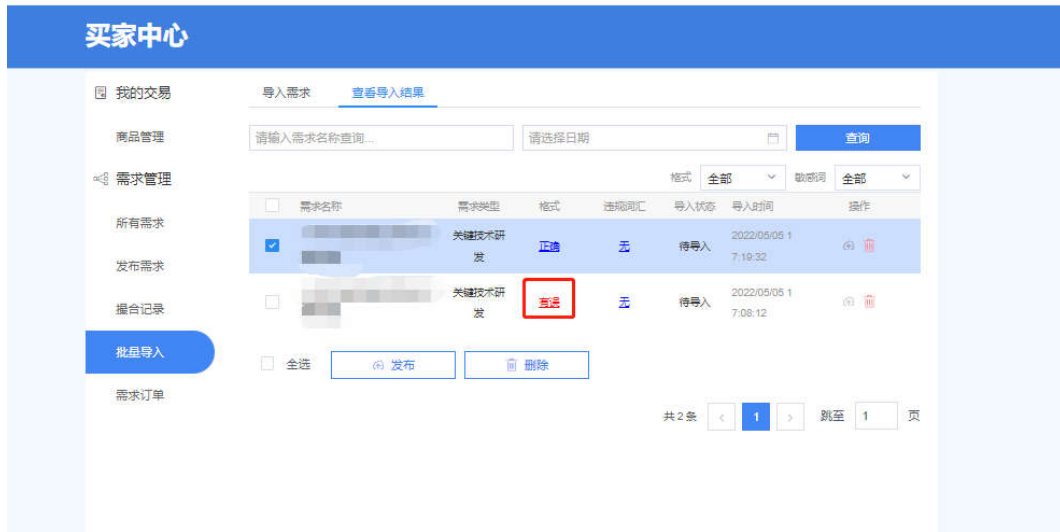 买家中心
我的交易
导入需求 查看导入结果
商品管理
请输入需求名称查询... 请选择日期 查询
需求管理
格式 全部 敏感词 全部
需求名称 需求类型 格式 违规词汇 导入状态 导入时间 操作
所有需求
关键技术研
发
正确 无 待导入
2022/05/05 1
7:19:32
发布需求
关键技术研
发
有误 无 待导入
2022/05/05 1
7:08:12
撮合记录
批量导入
全选 发布 删除
需求订单
共2条 < 1 > 跳至 1 页